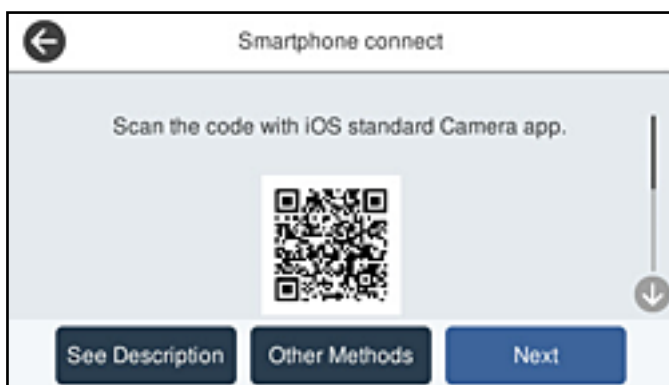 Smartphone connect
Scan the code with iOS standard Camera app.
See Description
Other Methods
Next